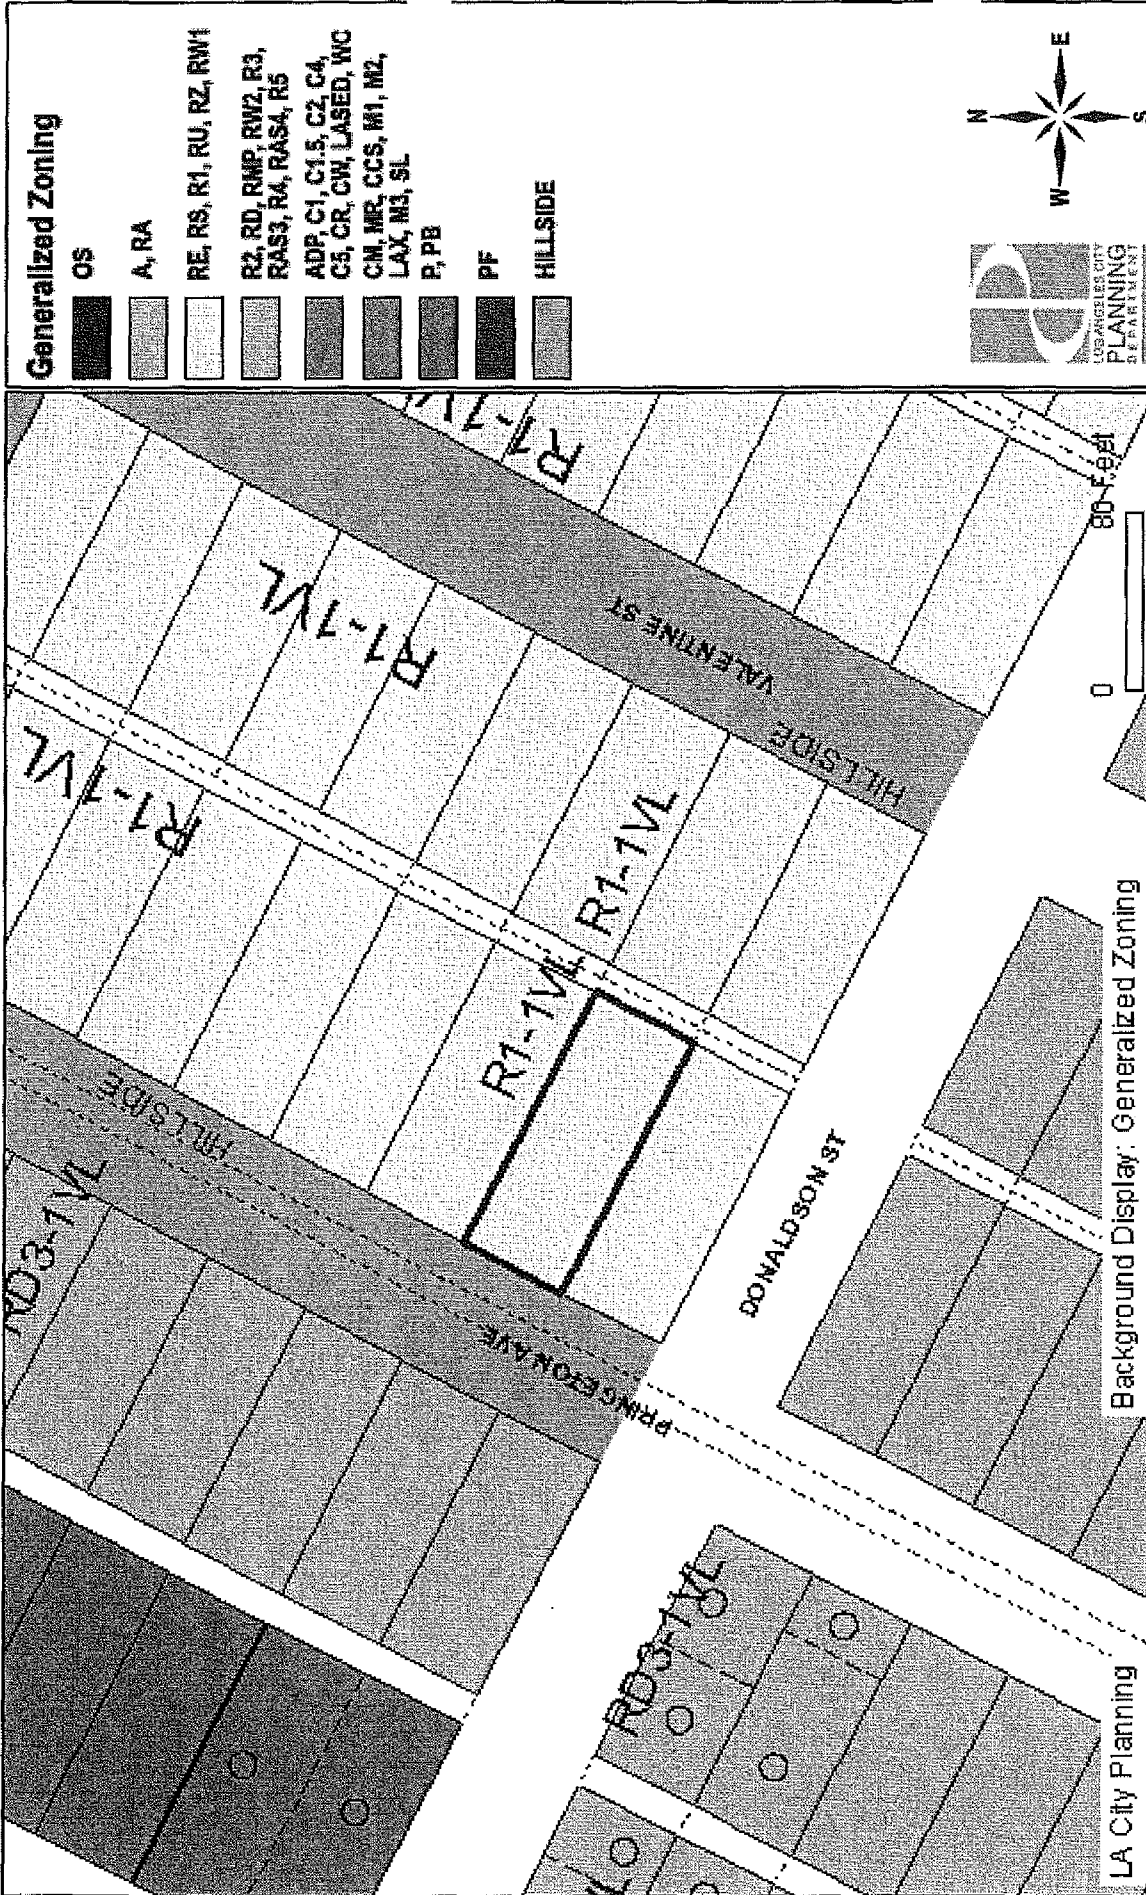 Generalized Zoning
OS
A, RA
RE, RS, R1, RU, RZ, RW1
R2, RD, RMP, RW2, R3,
RAS3, R4, RAS4, R5
ADP, C1, C1.5, C2, C4,
C5, CR, CW, LASED, WC
CM, MR, CCS, M1, M2,
LAX, M3, SL
P, PB
PF
HILLSIDE
N
W
E
S
LOS ANGELES CITY
PLANNING
DEPARTMENT
RD3-1VL
HILLSIDE
R1-1VL
R1-1VL
R1-1V
R1-1VL
R1-1VL
PRINCETON AVE
VALENTINE ST
HILLSIDE
DONALDSON ST
RD3-1VL
VL
0
80 Feet
LA City Planning
Background Display: Generalized Zoning